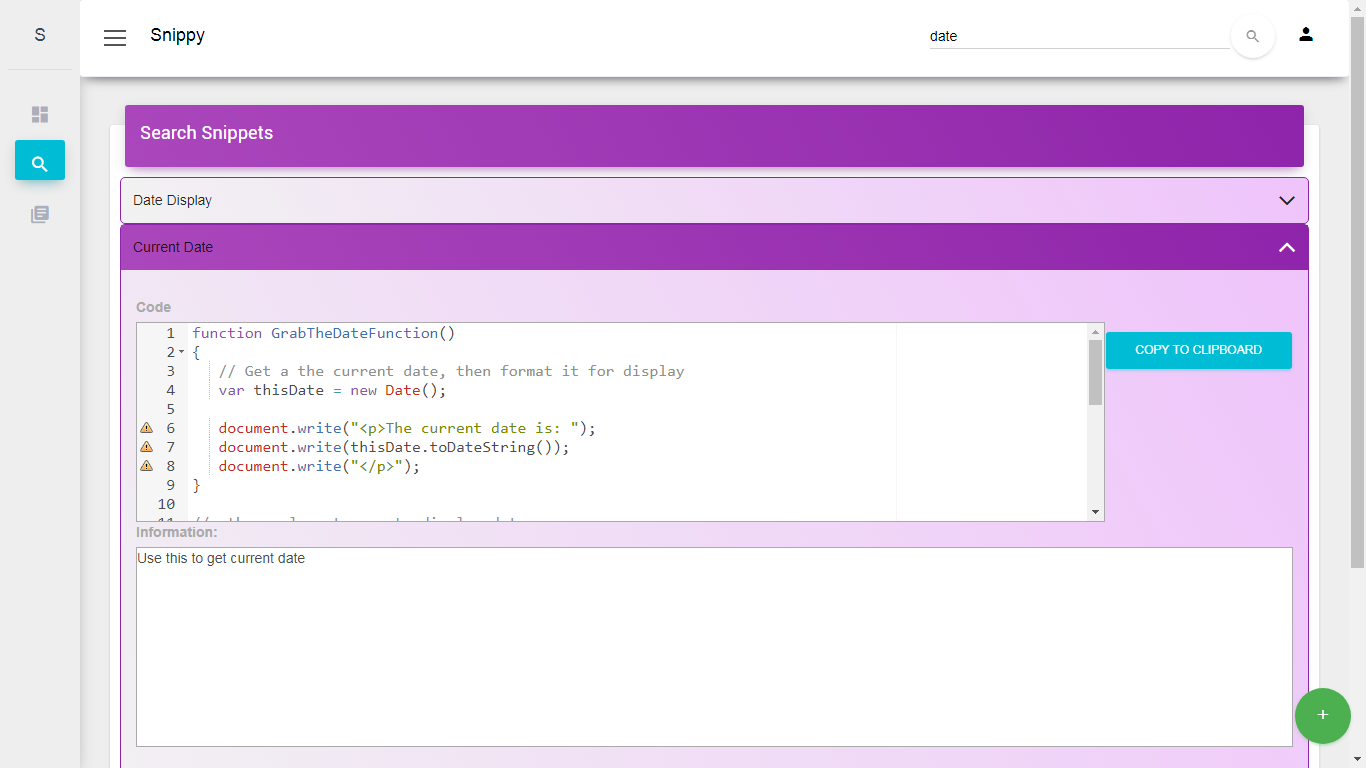 S
Snippy
date
Search Snippets
Date Display
Current Date
Code
1 function GrabTheDateFunction()
2 {
3 // Get a the current date, then format it for display
4 var thisDate = new Date();
5
6 document.write("<p>The current date is: ");
7 document.write(thisDate.toDateString());
8 document.write("</p>");
9 }
10
COPY TO CLIPBOARD
Information:
Use this to get current date
+